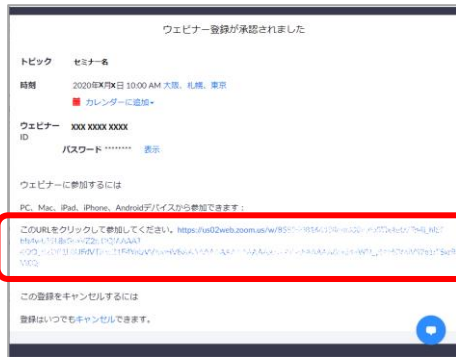 ウェビナー登録が承認されました
トピック セミナー名
時刻 2020年X月X日 10:00 AM 大阪、札幌、東京
カレンダーに追加
ウェビナー XXX XXXX XXXX
ID
パスワード ******** 表示
ウェビナーに参加するには
PC、Mac、iPad、iPhone、Androidデバイスから参加できます :
このURLをクリックして参加してください。https://us02web.zoom.us/w/
この登録をキャンセルするには
登録はいつでもキャンセルできます。